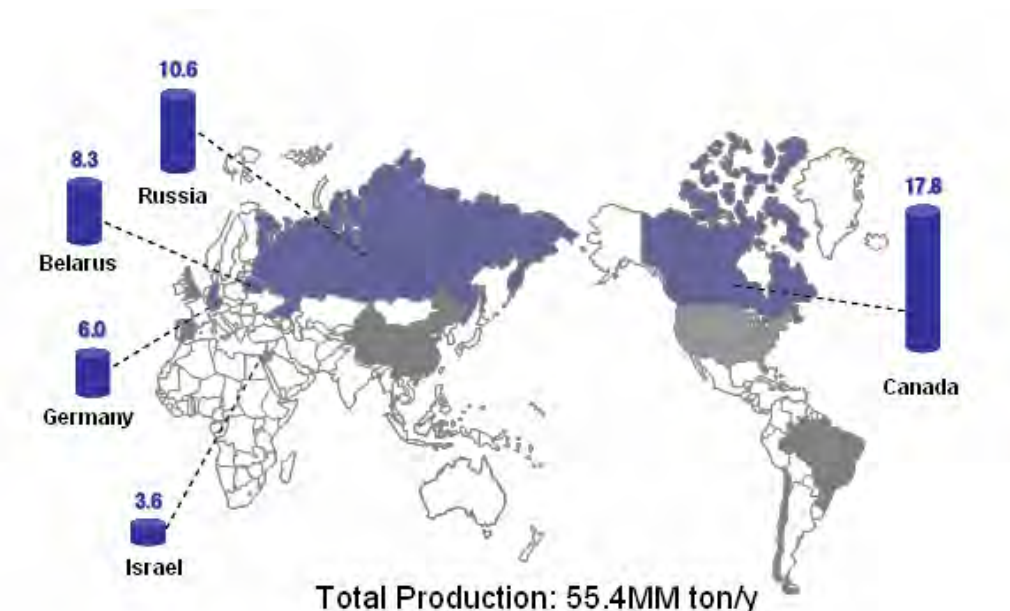 10.6
Russia
8.3
Belarus
6.0
Germany
3.6
Israel
17.8
Canada
Total Production: 55.4MM ton/y